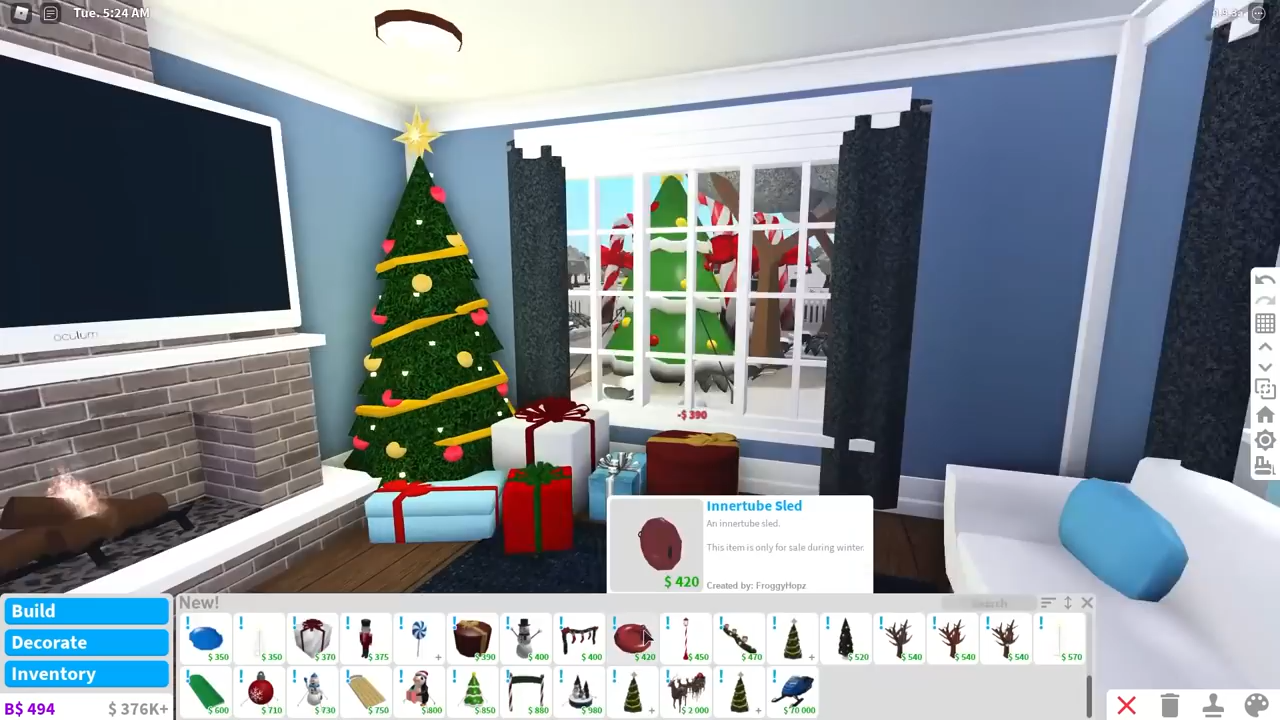 Tue. 5:24 AM
oculum
-$ 390
Innertube Sled
An innertube sled.
This item is only for sale during winter.
$ 420
Created by: FroggyHopz
New!
Search
Build
Decorate
Inventory
B$ 494
$ 376K+
$ 350
$ 350
$ 370
$ 375
+
$ 390
$ 400
$ 400
$ 420
$ 450
$ 470
+
$ 520
$ 540
$ 540
$ 540
$ 570
$ 600
$ 710
$ 730
$ 750
$ 800
$ 850
$ 880
$ 980
+
$ 2 000
+
$ 70 000